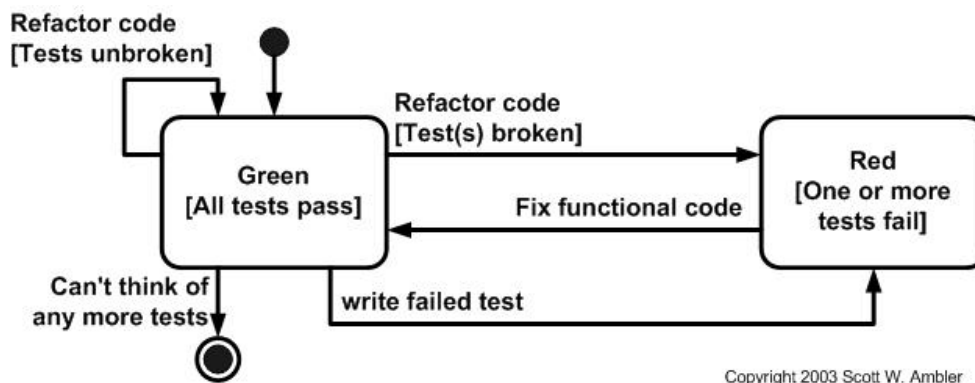 Refactor code
[Tests unbroken]
Refactor code
[Test(s) broken]
Green
[All tests pass]
Red
[One or more
tests fail]
Fix functional code
Can't think of
any more tests
write failed test
Copyright 2003 Scott W. Ambler